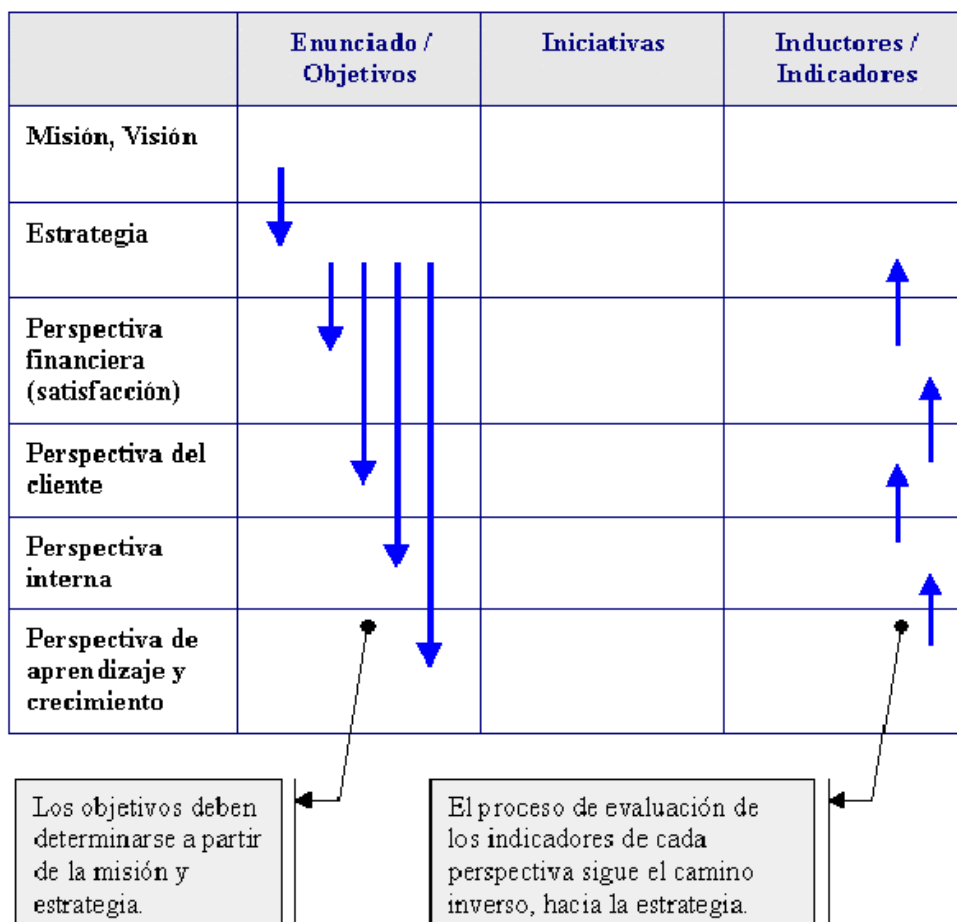 Enunciado /
Objetivos
Iniciativas
Inductores /
Indicadores
Misión, Visión
Estrategia
Perspectiva
financiera
(satisfacción)
Perspectiva del
cliente
Perspectiva
interna
Perspectiva de
aprendizaje y
crecimiento
Los objetivos deben
determinarse a partir
de la misión y
estrategia.
El proceso de evaluación de
los indicadores de cada
perspectiva sigue el camino
inverso, hacia la estrategia.